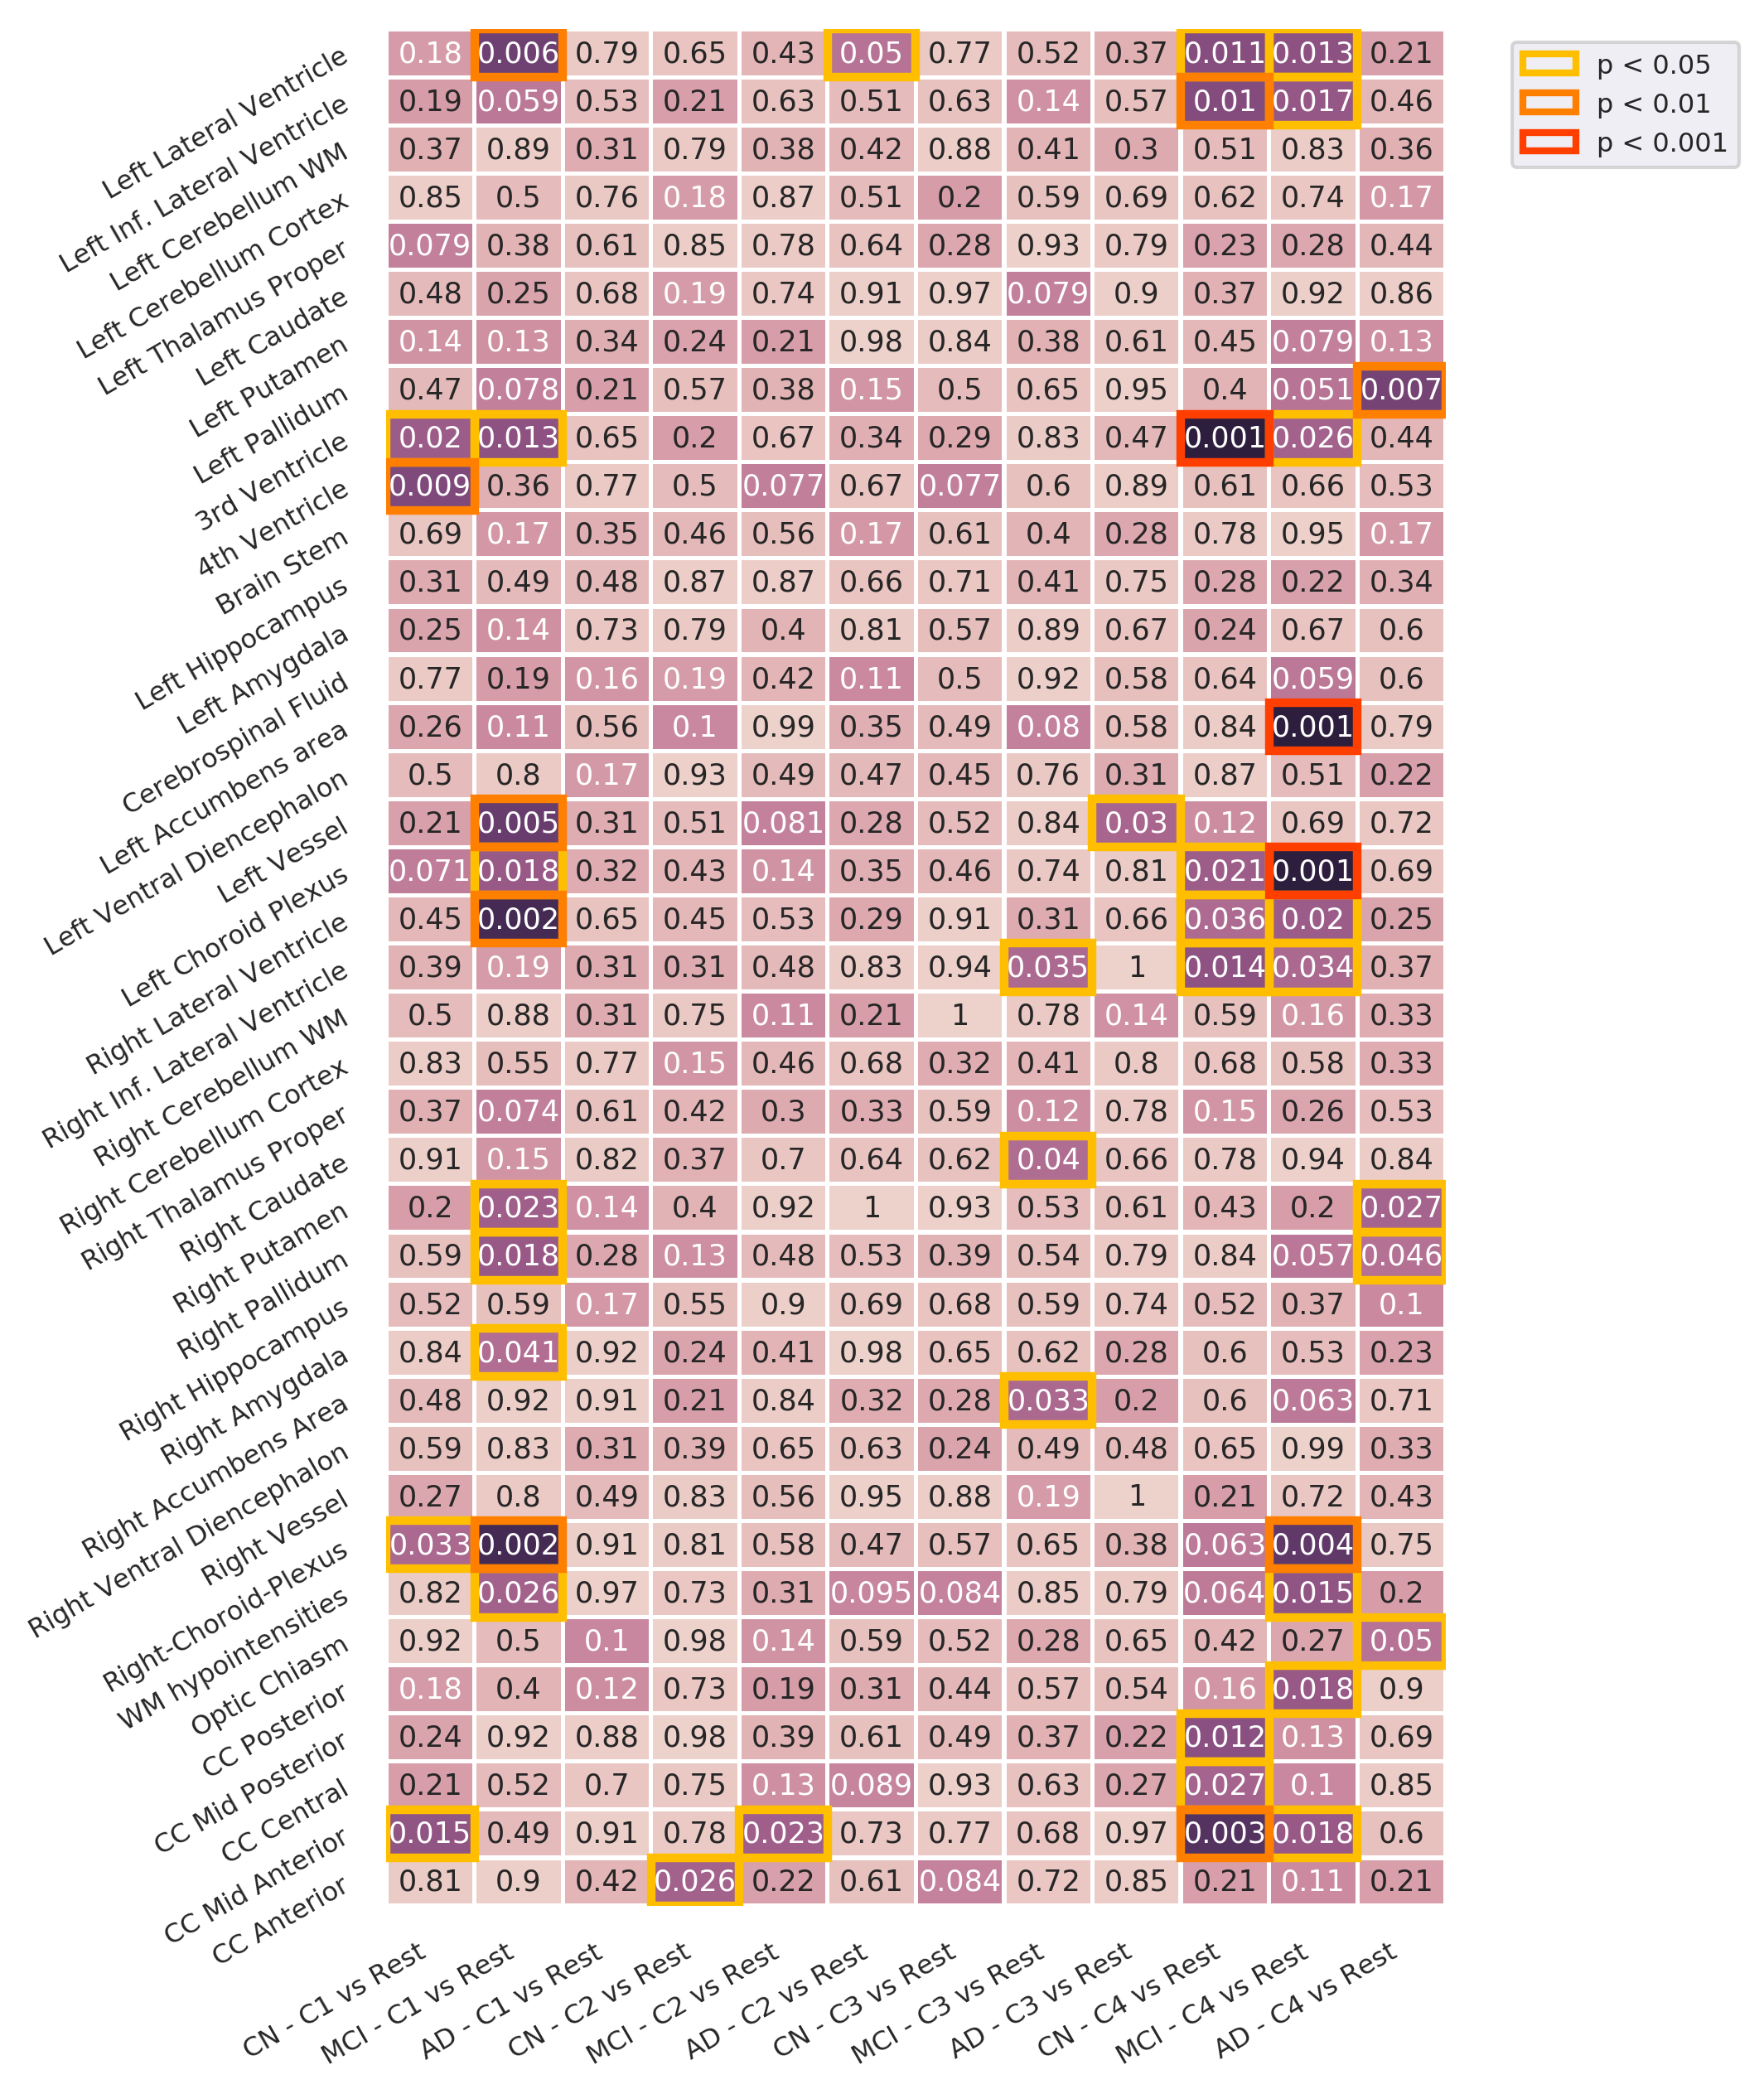 Left Lateral Ventricle 0.18 0.006 0.79 0.65 0.43 0.05 0.77 0.52 0.37 0.011 0.013 0.21
Left Inf. Lateral Ventricle 0.19 0.059 0.53 0.21 0.63 0.51 0.63 0.14 0.57 0.01 0.017 0.46
Left Cerebellum WM 0.37 0.89 0.31 0.79 0.38 0.42 0.88 0.41 0.3 0.51 0.83 0.36
Left Cerebellum Cortex 0.85 0.5 0.76 0.18 0.87 0.51 0.2 0.59 0.69 0.62 0.74 0.17
Left Thalamus Proper 0.079 0.38 0.61 0.85 0.78 0.64 0.28 0.93 0.79 0.23 0.28 0.44
Left Caudate 0.48 0.25 0.68 0.19 0.74 0.91 0.97 0.079 0.9 0.37 0.92 0.86
Left Putamen 0.14 0.13 0.34 0.24 0.21 0.98 0.84 0.38 0.61 0.45 0.079 0.13
Left Pallidum 0.47 0.078 0.21 0.57 0.38 0.15 0.5 0.65 0.95 0.4 0.051 0.007
3rd Ventricle 0.02 0.013 0.65 0.2 0.67 0.34 0.29 0.83 0.47 0.001 0.026 0.44
4th Ventricle 0.009 0.36 0.77 0.5 0.077 0.67 0.077 0.6 0.89 0.61 0.66 0.53
Brain Stem 0.69 0.17 0.35 0.46 0.56 0.17 0.61 0.4 0.28 0.78 0.95 0.17
Left Hippocampus 0.31 0.49 0.48 0.87 0.87 0.66 0.71 0.41 0.75 0.28 0.22 0.34
Left Amygdala 0.25 0.14 0.73 0.79 0.4 0.81 0.57 0.89 0.67 0.24 0.67 0.6
Cerebrospinal Fluid 0.77 0.19 0.16 0.19 0.42 0.11 0.5 0.92 0.58 0.64 0.059 0.6
Left Accumbens area 0.26 0.11 0.56 0.1 0.99 0.35 0.49 0.08 0.58 0.84 0.001 0.79
Left Ventral Diencephalon 0.5 0.8 0.17 0.93 0.49 0.47 0.45 0.76 0.31 0.87 0.51 0.22
Left Vessel 0.21 0.005 0.31 0.51 0.081 0.28 0.52 0.84 0.03 0.12 0.69 0.72
Left Choroid Plexus 0.071 0.018 0.32 0.43 0.14 0.35 0.46 0.74 0.81 0.021 0.001 0.69
Right Lateral Ventricle 0.45 0.002 0.65 0.45 0.53 0.29 0.91 0.31 0.66 0.036 0.02 0.25
Right Inf. Lateral Ventricle 0.39 0.19 0.31 0.31 0.48 0.83 0.94 0.035 1 0.014 0.034 0.37
Right Cerebellum WM 0.5 0.88 0.31 0.75 0.11 0.21 1 0.78 0.14 0.59 0.16 0.33
Right Cerebellum Cortex 0.83 0.55 0.77 0.15 0.46 0.68 0.32 0.41 0.8 0.68 0.58 0.33
Right Thalamus Proper 0.37 0.074 0.61 0.42 0.3 0.33 0.59 0.12 0.78 0.15 0.26 0.53
Right Caudate 0.91 0.15 0.82 0.37 0.7 0.64 0.62 0.04 0.66 0.78 0.94 0.84
Right Putamen 0.2 0.023 0.14 0.4 0.92 1 0.93 0.53 0.61 0.43 0.2 0.027
Right Pallidum 0.59 0.018 0.28 0.13 0.48 0.53 0.39 0.54 0.79 0.84 0.057 0.046
Right Hippocampus 0.52 0.59 0.17 0.55 0.9 0.69 0.68 0.59 0.74 0.52 0.37 0.1
Right Amygdala 0.84 0.041 0.92 0.24 0.41 0.98 0.65 0.62 0.28 0.6 0.53 0.23
Right Accumbens Area 0.48 0.92 0.91 0.21 0.84 0.32 0.28 0.033 0.2 0.6 0.063 0.71
Right Ventral Diencephalon 0.59 0.83 0.31 0.39 0.65 0.63 0.24 0.49 0.48 0.65 0.99 0.33
Right Vessel 0.27 0.8 0.49 0.83 0.56 0.95 0.88 0.19 1 0.21 0.72 0.43
Right-Choroid-Plexus 0.033 0.002 0.91 0.81 0.58 0.47 0.57 0.65 0.38 0.063 0.004 0.75
WM hypointensities 0.82 0.026 0.97 0.73 0.31 0.095 0.084 0.85 0.79 0.064 0.015 0.2
Optic Chiasm 0.92 0.5 0.1 0.98 0.14 0.59 0.52 0.28 0.65 0.42 0.27 0.05
CC Posterior 0.18 0.4 0.12 0.73 0.19 0.31 0.44 0.57 0.54 0.16 0.018 0.9
CC Mid Posterior 0.24 0.92 0.88 0.98 0.39 0.61 0.49 0.37 0.22 0.012 0.13 0.69
CC Central 0.21 0.52 0.7 0.75 0.13 0.089 0.93 0.63 0.27 0.027 0.1 0.85
CC Mid Anterior 0.015 0.49 0.91 0.78 0.023 0.73 0.77 0.68 0.97 0.003 0.018 0.6
CC Anterior 0.81 0.9 0.42 0.026 0.22 0.61 0.084 0.72 0.85 0.21 0.11 0.21
CN - C1 vs Rest
MCI - C1 vs Rest
AD - C1 vs Rest
CN - C2 vs Rest
MCI - C2 vs Rest
AD - C2 vs Rest
CN - C3 vs Rest
MCI - C3 vs Rest
AD - C3 vs Rest
CN - C4 vs Rest
MCI - C4 vs Rest
AD - C4 vs Rest
p < 0.05
p < 0.01
p < 0.001